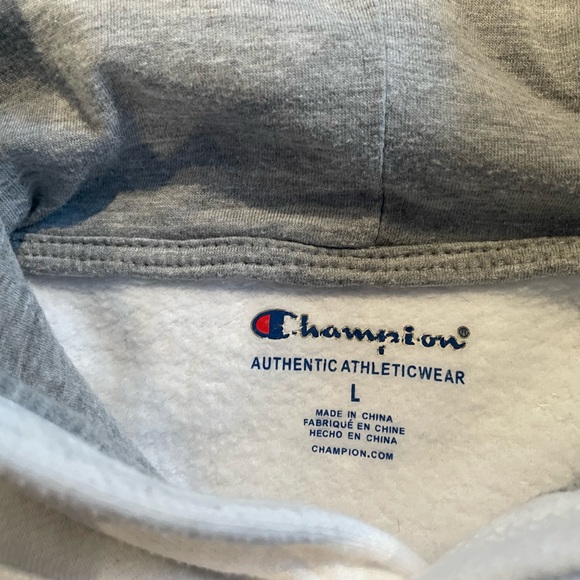 Champion®
AUTHENTIC ATHLETICWEAR
L
MADE IN CHINA
FABRIQUÉ EN CHINE
HECHO EN CHINA
CHAMPION.COM